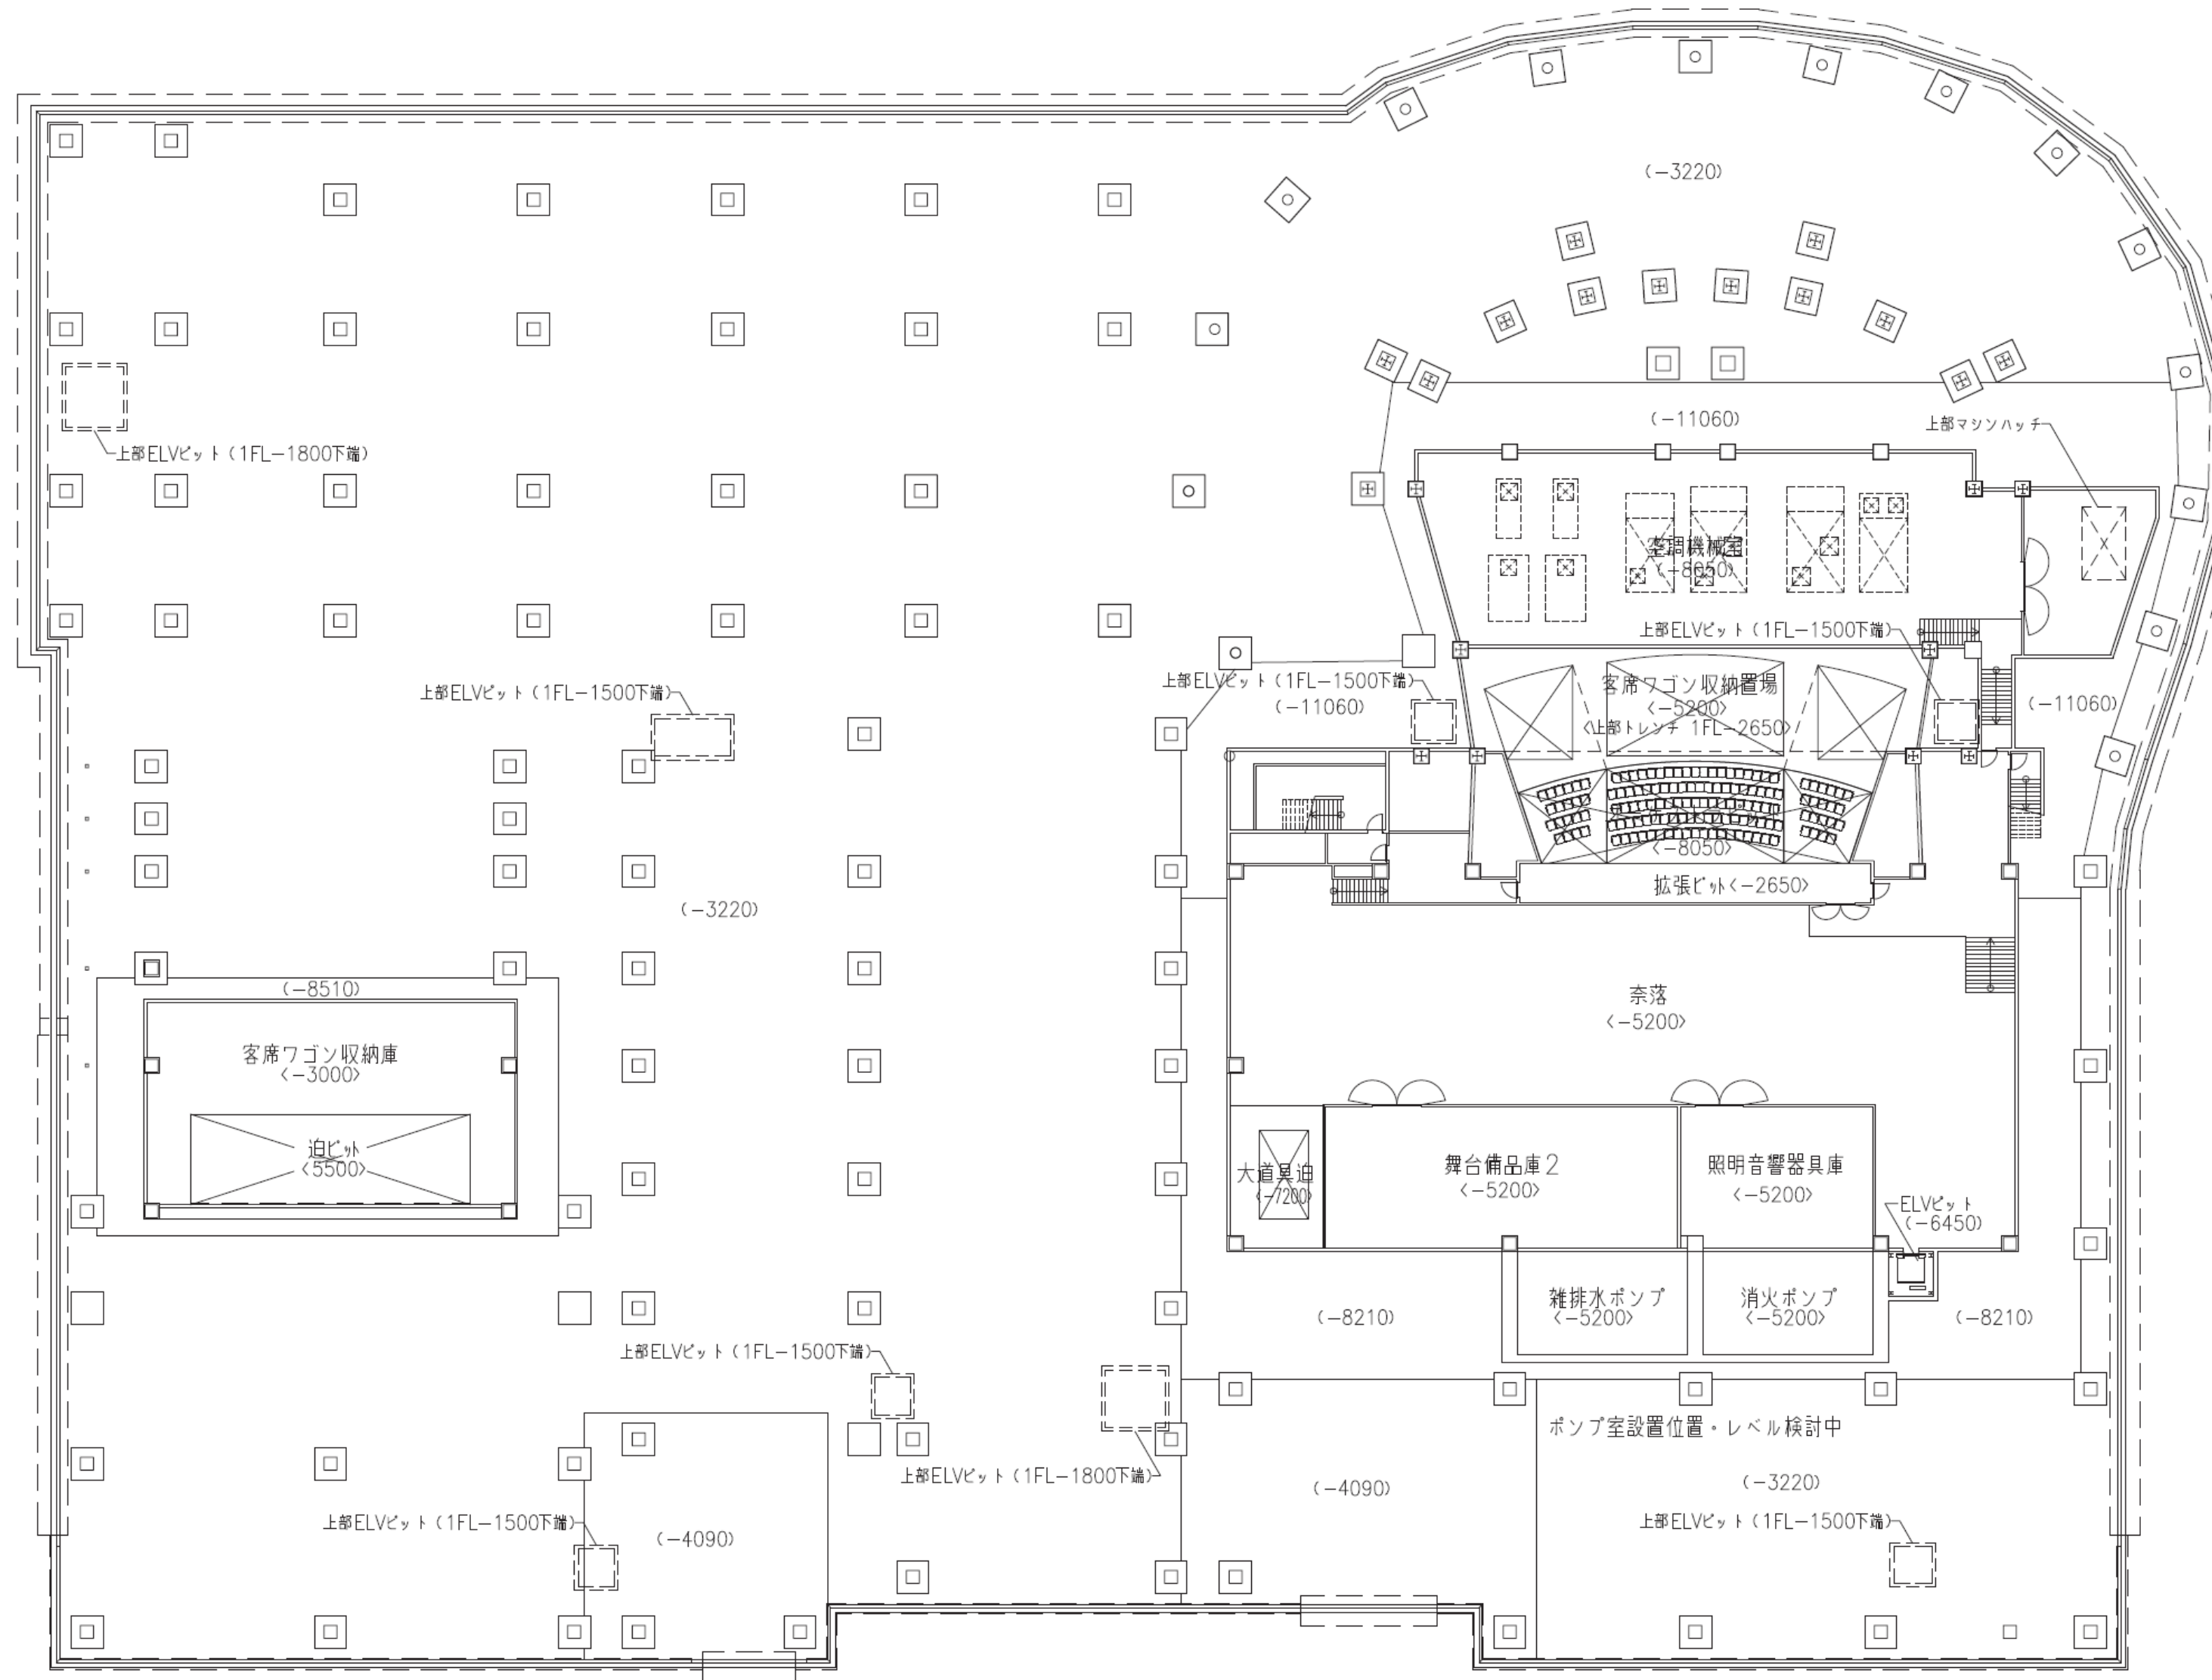 (-3220)
(-11060)
上部マシンハッチ
上部ELVピット(1FL-1800下端)
空調機械室
上部ELVピット(1FL-1500下端)
上部ELVピット(1FL-1500下端)
上部ELVピット(1FL-1500下端)
(-11060)
客席ワゴン収納置場
<-5200>
<上部トレンチ 1FL-2650>
(-11060)
<-8050>
拡張ピット<-2650>
(-3220)
(-8510)
奈落
<-5200>
客席ワゴン収納庫
<-3000>
迫ピット
<5500>
大道具迫
<-7200>
舞台備品庫2
<-5200>
照明音響器具庫
<-5200>
ELVピット
(-6450)
(-8210)
雑排水ポンプ
<-5200>
消火ポンプ
<-5200>
(-8210)
上部ELVピット(1FL-1500下端)
ポンプ室設置位置・レベル検討中
上部ELVピット(1FL-1800下端)
(-4090)
(-3220)
上部ELVピット(1FL-1500下端)
(-4090)
上部ELVピット(1FL-1500下端)